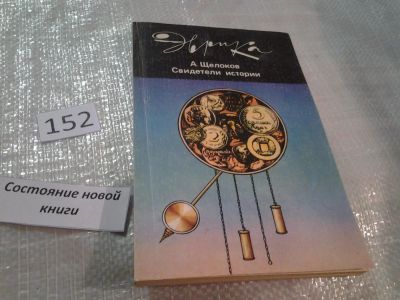 Эврика
А. Щелоков
Свидетели истории
152
Состояние новой
книги